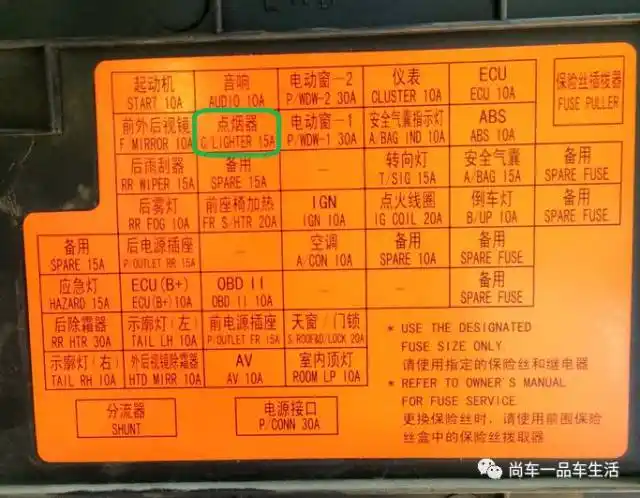 起动机 音响 电动窗-2 仪表 ECU 保险丝插拨器
START 10A AUDIO 10A P/WDW-2 30A CLUSTER 10A ECU 10A FUSE PULLER
前外后视镜 点烟器 电动窗-1 安全气囊指示灯 ABS
F MIRROR 10A C/LIGHTER 15A P/WDW-1 30A A/BAG IND 10A ABS 10A
后雨刮器 备用 - 转向灯 安全气囊 备用
RR WIPER 15A SPARE 15A T/SIG 15A A/BAG 15A SPARE FUSE
后雾灯 前座椅加热 IGN 点火线圈 倒车灯 备用
RR FOG 10A FR S-HTR 20A IGN 10A IG COIL 20A B/UP 10A SPARE FUSE
备用 后电源插座 - 空调 备用 备用
SPARE 15A P/OUTLET RR 15A A/CON 10A SPARE 10A SPARE FUSE
应急灯 ECU(B+) OBD II - - 备用
HAZARD 15A ECU(B+) 10A OBD II 10A SPARE FUSE
后除霜器 示廓灯(左) 前电源插座 天窗/门锁
RR HTR 30A TAIL LH 10A P/OUTLET FR 15A S.ROOF&D/LOCK 20A
示廓灯(右) 外后视镜除霜器 AV 室内顶灯
TAIL RH 10A HTD MIRR 10A AV 10A ROOM LP 10A
* USE THE DESIGNATED
FUSE SIZE ONLY
请使用指定的保险丝和继电器
* REFER TO OWNER'S MANUAL
FOR FUSE SERVICE
更换保险丝时，请使用前围保险
丝盒中的保险丝拨取器
分流器 电源接口
SHUNT P/CONN 30A
尚车一品车生活